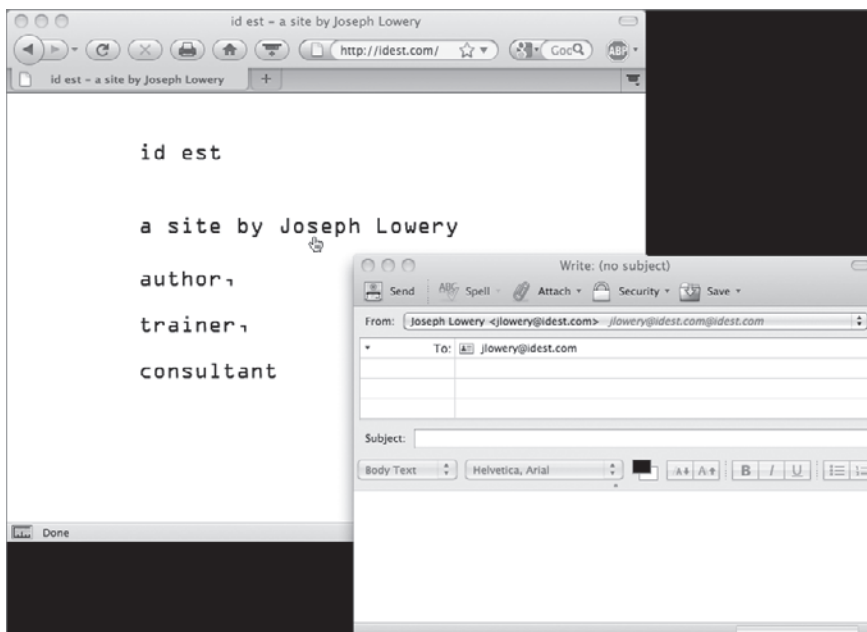 id est – a site by Joseph Lowery
http://idest.com/
ABP
id est – a site by Joseph Lowery
+
id est
a site by Joseph Lowery
author,
trainer,
consultant
Done
Write: (no subject)
Send
ABC
Spell
Attach
Security
Save
From: Joseph Lowery <jlowery@idest.com> jlowery@idest.com@idest.com
To: jlowery@idest.com
Subject:
Body Text
Helvetica, Arial
A A B I U